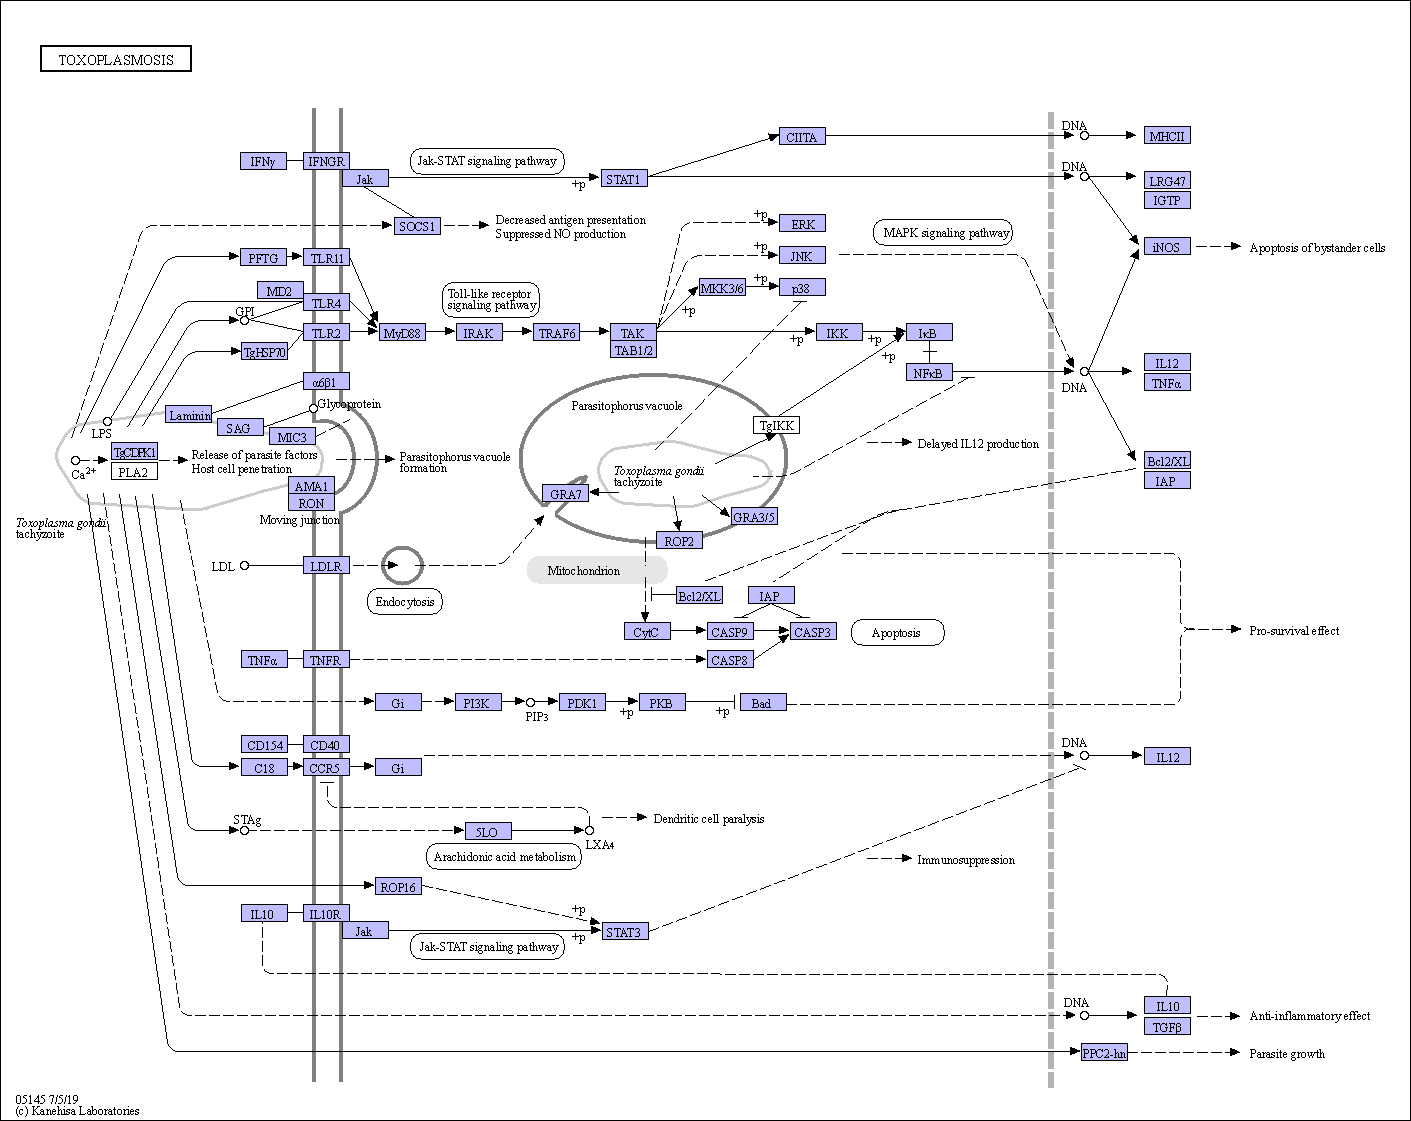 TOXOPLASMOSIS
DNA
CIITA
MHCII
IFNγ
IFNGR
Jak-STAT signaling pathway
Jak
+p
STAT1
DNA
LRG47
IGTP
SOCS1
Decreased antigen presentation
Suppressed NO production
+p
ERK
MAPK signaling pathway
iNOS
Apoptosis of bystander cells
PFTG
TLR11
+p
JNK
MD2
TLR4
Toll-like receptor
signaling pathway
MKK3/6
+p
p38
+p
GPI
TLR2
MyD88
IRAK
TRAF6
TAK
TAB1/2
+p
IKK
+p
+p
IκB
TgHSP70
NFκB
DNA
IL12
TNFα
α6β1
Laminin
Glycoprotein
SAG
MIC3
LPS
Parasitophorus vacuole
TgIKK
Delayed IL12 production
Ca2+
TgCDPK1
PLA2
Release of parasite factors
Host cell penetration
Parasitophorus vacuole
formation
Toxoplasma gondii
tachyzoite
Bcl2/XL
IAP
AMA1
RON
Moving junction
GRA7
GRA3/5
ROP2
Toxoplasma gondii
tachyzoite
LDL
LDLR
Endocytosis
Mitochondrion
Bcl2/XL
IAP
CytC
CASP9
CASP3
Apoptosis
Pro-survival effect
TNFα
TNFR
CASP8
Gi
PI3K
PIP3
PDK1
+p
PKB
+p
Bad
CD154
CD40
DNA
C18
CCR5
Gi
IL12
STAg
5LO
LXA4
Dendritic cell paralysis
Arachidonic acid metabolism
Immunosuppression
ROP16
+p
IL10
IL10R
Jak
+p
STAT3
Jak-STAT signaling pathway
DNA
IL10
TGFβ
Anti-inflammatory effect
PPC2-hn
Parasite growth
05145 7/5/19
(c) Kanehisa Laboratories